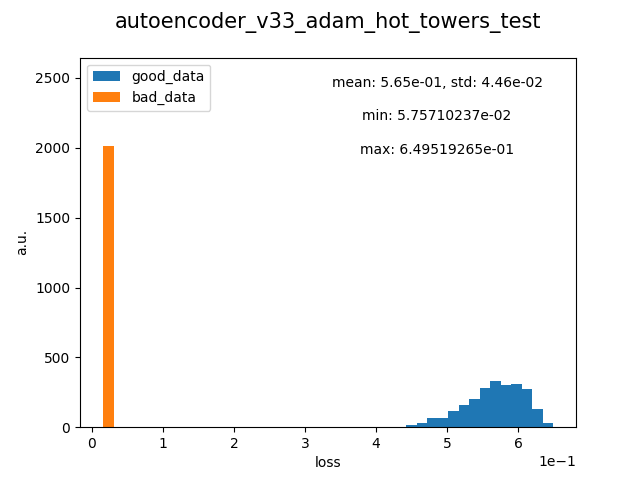 autoencoder_v33_adam_hot_towers_test
good_data
bad_data
mean: 5.65e-01, std: 4.46e-02
min: 5.75710237e-02
max: 6.49519265e-01
2500
2000
1500
1000
500
0
a.u.
0 1 2 3 4 5 6
1e−1
loss